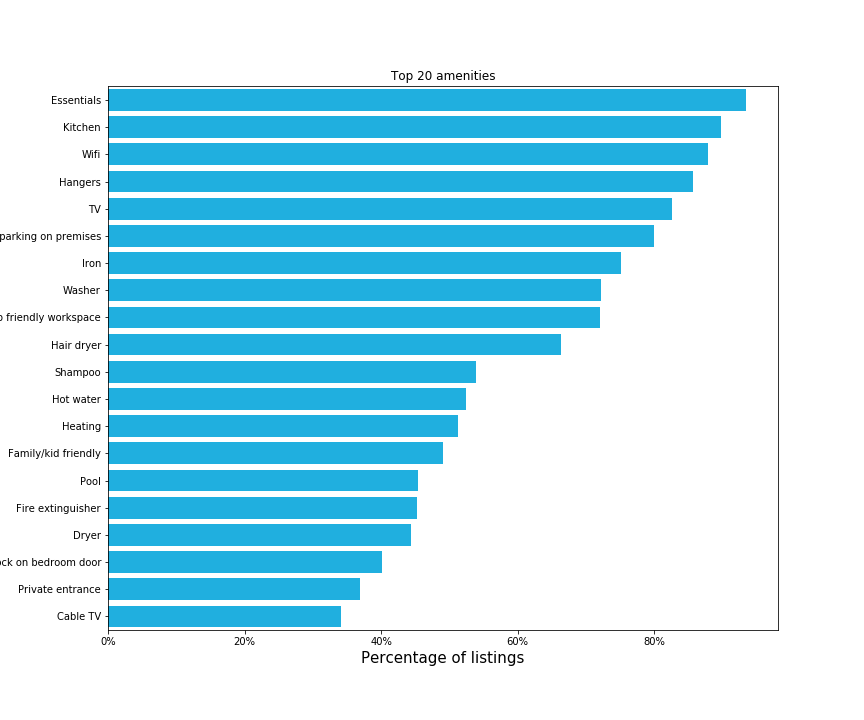 Top 20 amenities
Essentials
Kitchen
Wifi
Hangers
TV
parking on premises
Iron
Washer
friendly workspace
Hair dryer
Shampoo
Hot water
Heating
Family/kid friendly
Pool
Fire extinguisher
Dryer
on bedroom door
Private entrance
Cable TV
0% 20% 40% 60% 80%
Percentage of listings